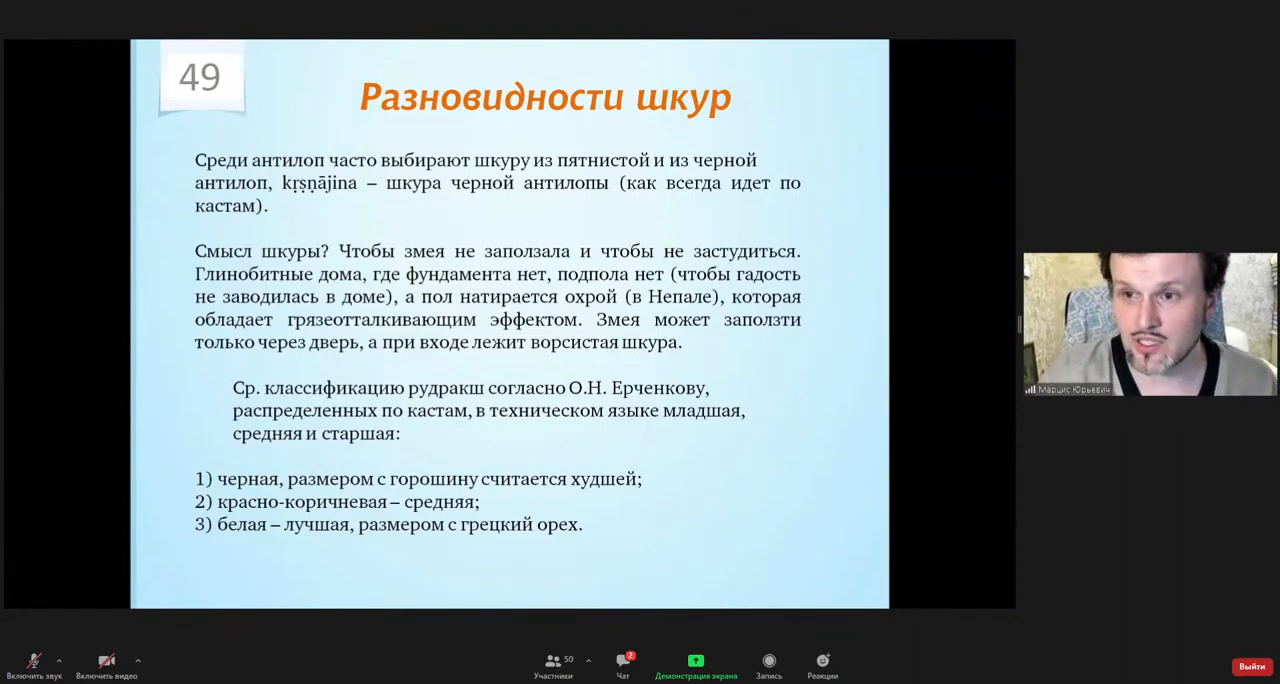 49
Разновидности шкур
Среди антилоп часто выбирают шкуру из пятнистой и из черной
антилоп, kṛṣṇājina – шкура черной антилопы (как всегда идет по
кастам).
Смысл шкуры? Чтобы змея не заползала и чтобы не застудиться.
Глинобитные дома, где фундамента нет, подпола нет (чтобы гадость
не заводилась в доме), а пол натирается охрой (в Непале), которая
обладает грязеотталкивающим эффектом. Змея может заползти
только через дверь, а при входе лежит ворсистая шкура.
Ср. классификацию рудракш согласно О.Н. Ерченкову,
распределенных по кастам, в техническом языке младшая,
средняя и старшая:
1) черная, размером с горошину считается худшей;
2) красно-коричневая – средняя;
3) белая – лучшая, размером с грецкий орех.
Марцис Юрьевич
50
2
Включить звук
Включить видео
Участники
Чат
Демонстрация экрана
Запись
Реакции
Выйти